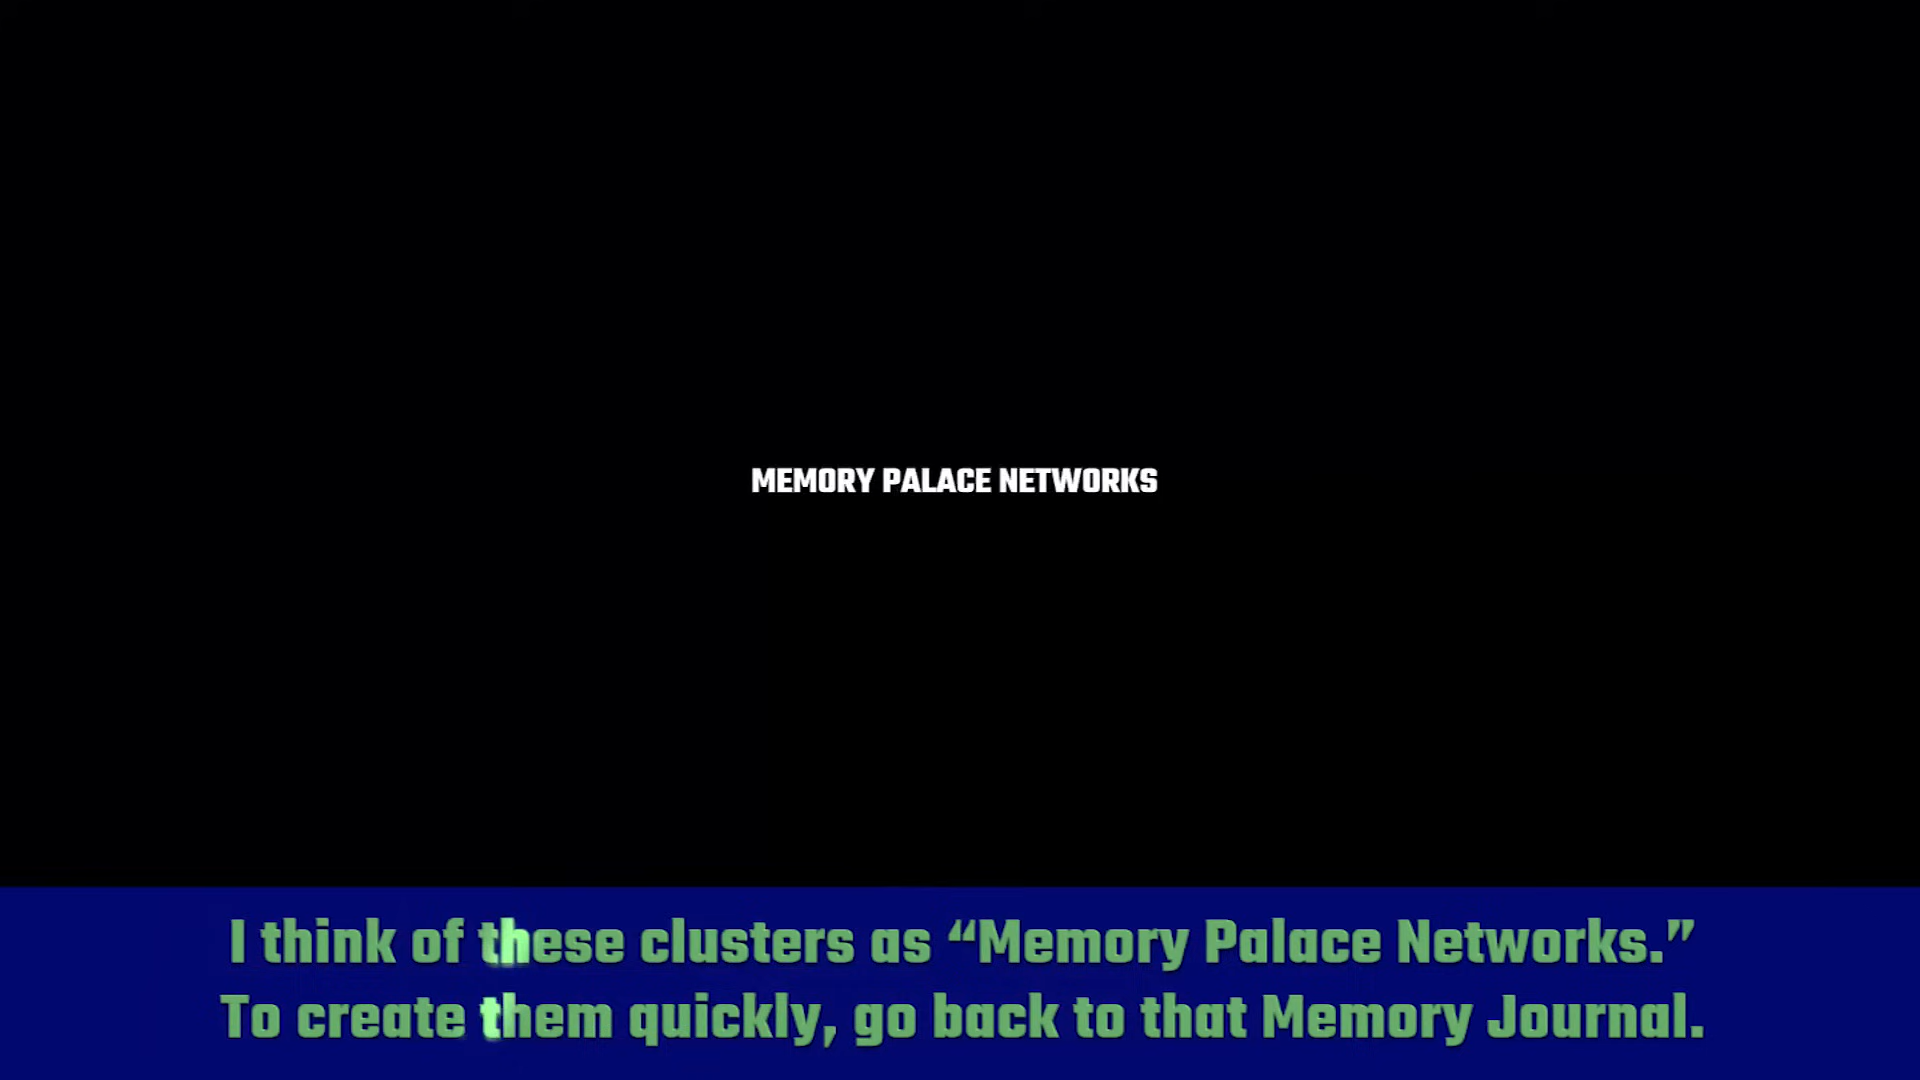 MEMORY PALACE NETWORKS
I think of these clusters as “Memory Palace Networks.”
To create them quickly, go back to that Memory Journal.